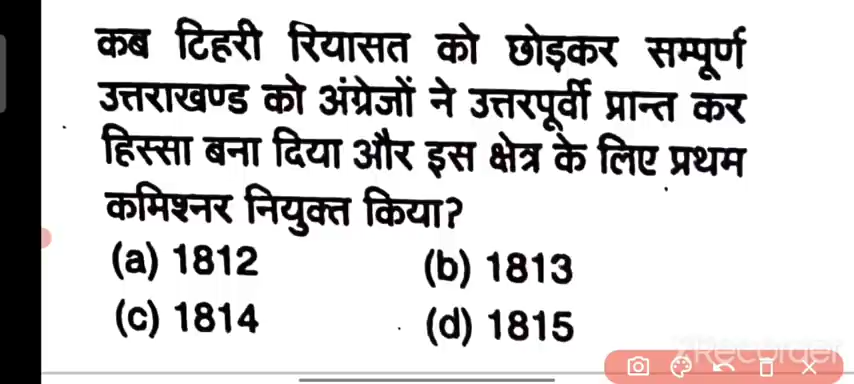 कब टिहरी रियासत को छोड़कर सम्पूर्ण
उत्तराखण्ड को अंग्रेजों ने उत्तरपूर्वी प्रान्त कर
हिस्सा बना दिया और इस क्षेत्र के लिए प्रथम
कमिश्नर नियुक्त किया?
(a) 1812 (b) 1813
(c) 1814 (d) 1815
XRecorder